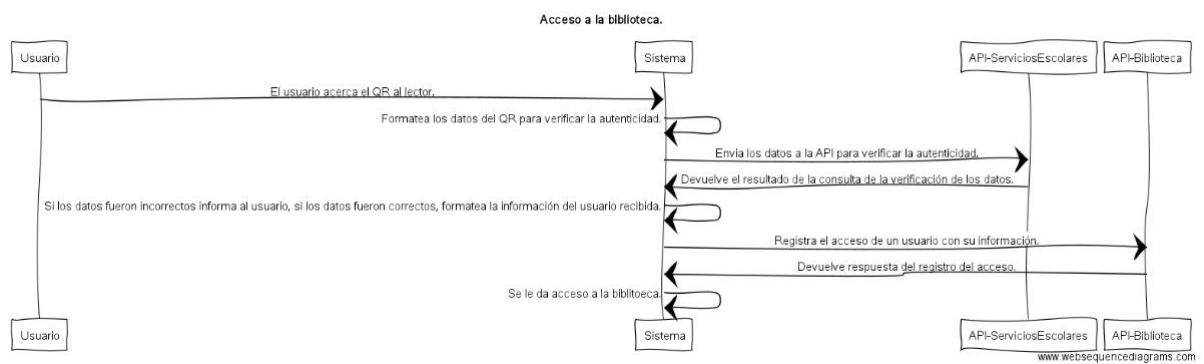 Acceso a la biblioteca.
Usuario
Sistema
API-ServiciosEscolares
API-Biblioteca
El usuario acerca el QR al lector.
Formatea los datos del QR para verificar la autenticidad.
Envia los datos a la API para verificar la autenticidad.
Devuelve el resultado de la consulta de la verificación de los datos.
Si los datos fueron incorrectos informa al usuario, si los datos fueron correctos, formatea la información del usuario recibida.
Registra el acceso de un usuario con su información.
Devuelve respuesta del registro del acceso.
Se le da acceso a la biblitoeca.
Usuario
Sistema
API-ServiciosEscolares
API-Biblioteca
www.websequencediagrams.com